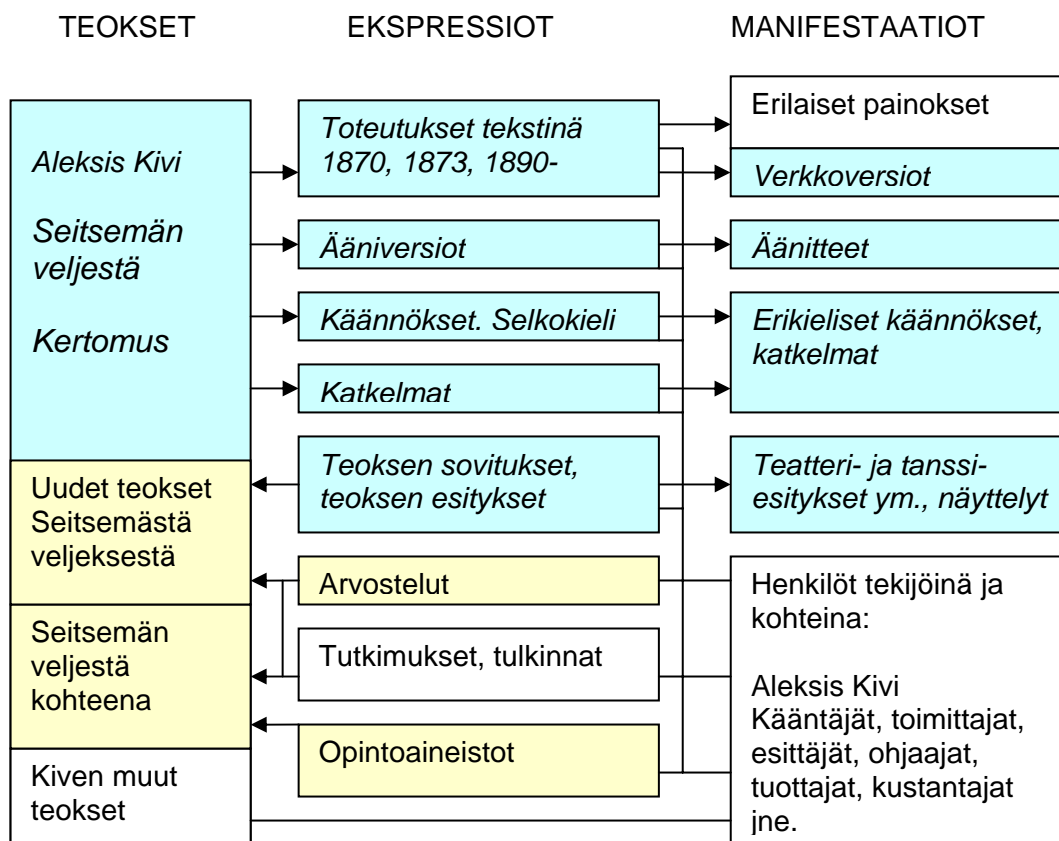 TEOKSET
EKSPRESSIOT
MANIFESTAATIOT
Aleksis Kivi
Seitsemän
veljestä
Kertomus
Uudet teokset
Seitsemästä
veljeksestä
Seitsemän
veljestä
kohteena
Kiven muut
teokset
Toteutukset tekstinä
1870, 1873, 1890-
Ääniversiot
Käännökset. Selkokieli
Katkelmat
Teoksen sovitukset,
teoksen esitykset
Arvostelut
Tutkimukset, tulkinnat
Opintoaineistot
Erilaiset painokset
Verkkoversiot
Äänitteet
Erikieliset käännökset,
katkelmat
Teatteri- ja tanssi-
esitykset ym., näyttelyt
Henkilöt tekijöinä ja
kohteina:
Aleksis Kivi
Kääntäjät, toimittajat,
esittäjät, ohjaajat,
tuottajat, kustantajat
jne.